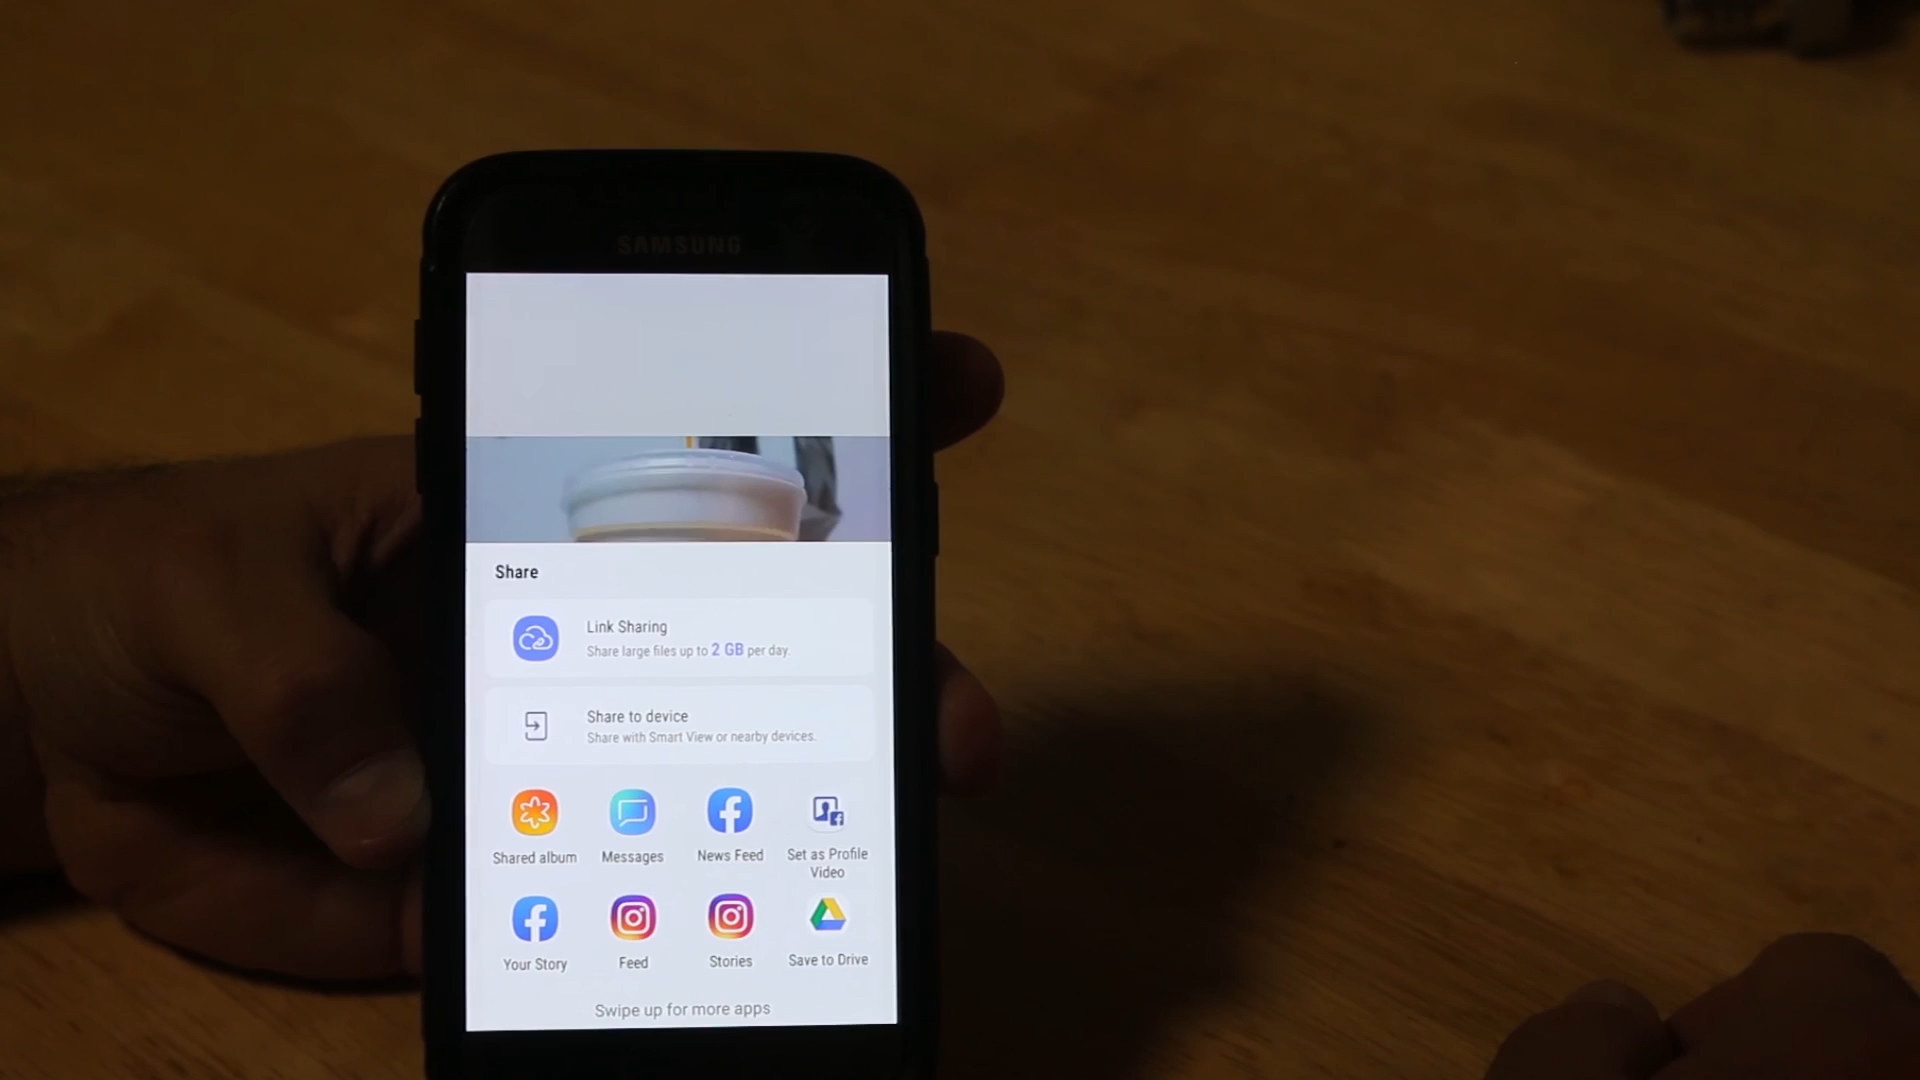 SAMSUNG
Share
Link Sharing
Share large files up to 2 GB per day.
Share to device
Share with Smart View or nearby devices.
Shared album
Messages
News Feed
Set as Profile
Video
Your Story
Feed
Stories
Save to Drive
Swipe up for more apps